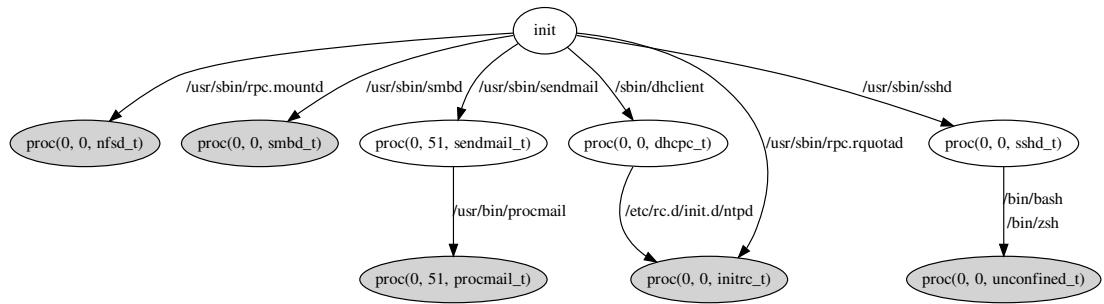 init
/usr/sbin/rpc.mountd
/usr/sbin/smbd
/usr/sbin/sendmail
/sbin/dhclient
/usr/sbin/sshd
proc(0, 0, nfsd_t)
proc(0, 0, smbd_t)
proc(0, 51, sendmail_t)
proc(0, 0, dhcpc_t)
/usr/sbin/rpc.rquotad
proc(0, 0, sshd_t)
/usr/bin/procmail
/etc/rc.d/init.d/ntpd
/bin/bash
/bin/zsh
proc(0, 51, procmail_t)
proc(0, 0, initrc_t)
proc(0, 0, unconfined_t)